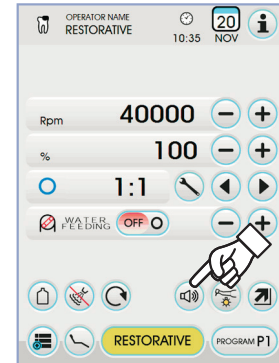 OPERATOR NAME
RESTORATIVE
10:35
20
NOV
i
Rpm 40000 - +
% 100 - +
1:1
WATER FEEDING OFF O - +
RESTORATIVE
PROGRAM P1